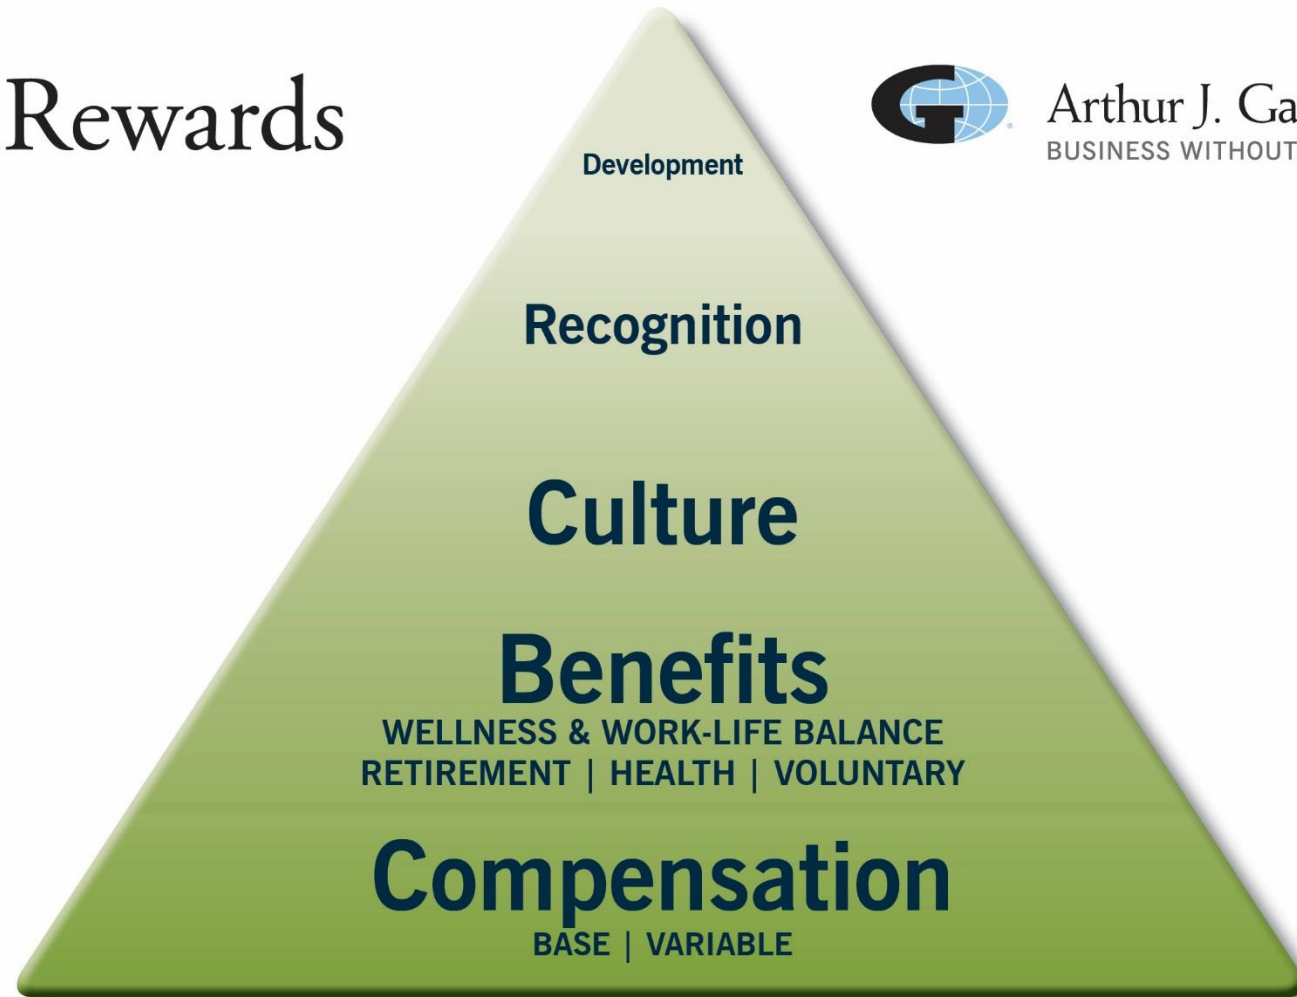 Rewards
Arthur J. Ga
BUSINESS WITHOUT
Development
Recognition
Culture
Benefits
WELLNESS & WORK-LIFE BALANCE
RETIREMENT | HEALTH | VOLUNTARY
Compensation
BASE | VARIABLE